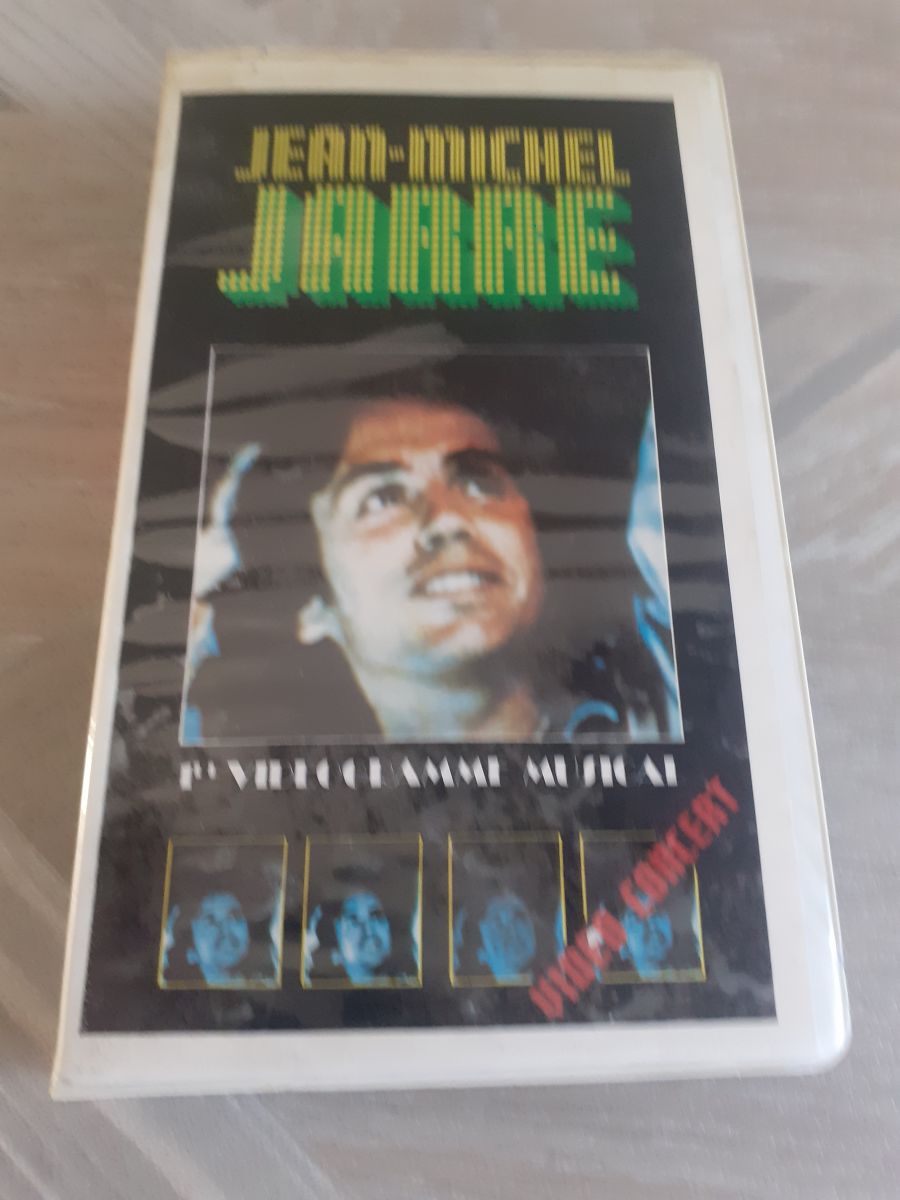 JEAN-MICHEL
JARRE
1er VIDEOGRAMME MUSICAL
VIDEO CONCERT